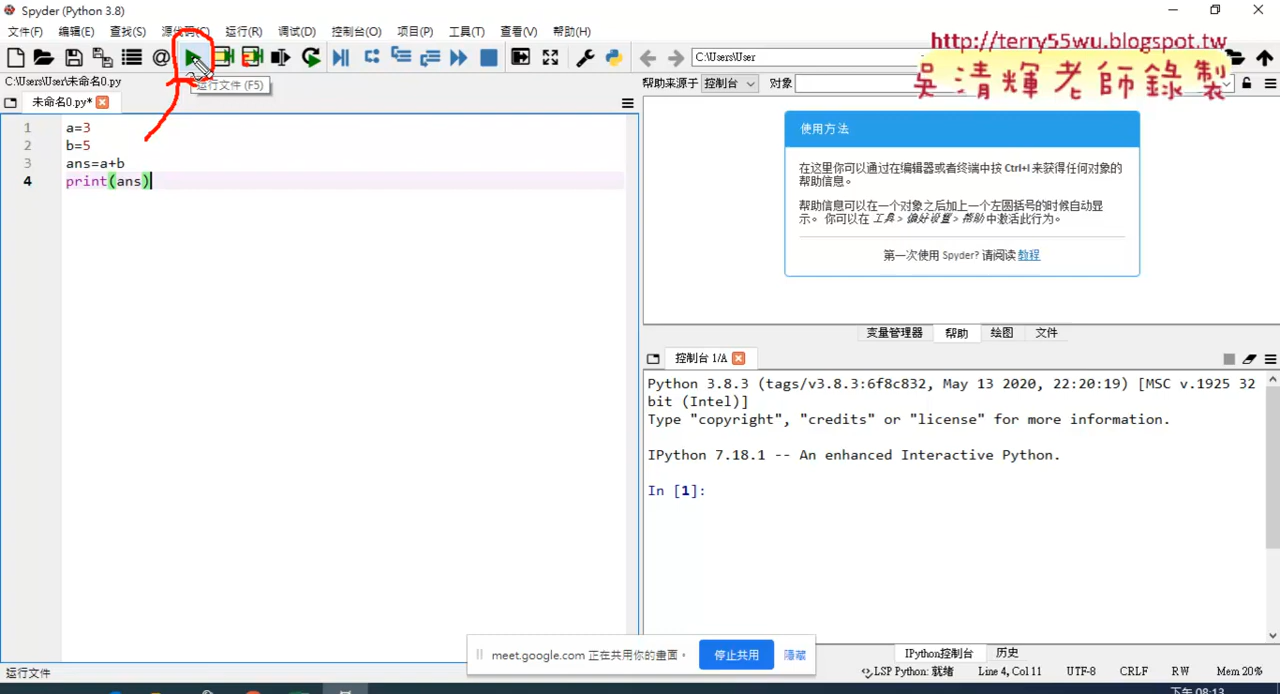 Spyder (Python 3.8)
文件(F) 编辑(E) 查找(S) 源代码(C) 运行(R) 调试(D) 控制台(O) 项目(P) 工具(T) 查看(V) 帮助(H)
http://terry55wu.blogspot.tw
吳清輝老師錄製
C:\Users\User
C:\Users\User\未命名0.py
运行文件 (F5)
帮助来源于 控制台 对象
未命名0.py*
1 a=3
2 b=5
3 ans=a+b
4 print(ans)
使用方法
在这里你可以通过在编辑器或者终端中按 Ctrl+I 来获得任何对象的
帮助信息。
帮助信息可以在一个对象之后加上一个左圆括号的时候自动显
示。 你可以在 工具 > 偏好设置 > 帮助 中激活此行为。
第一次使用 Spyder? 请阅读 教程
变量管理器 帮助 绘图 文件
控制台 1/A
Python 3.8.3 (tags/v3.8.3:6f8c832, May 13 2020, 22:20:19) [MSC v.1925 32
bit (Intel)]
Type "copyright", "credits" or "license" for more information.
IPython 7.18.1 -- An enhanced Interactive Python.
In [1]:
meet.google.com 正在共用你的畫面。 停止共用 隱藏
IPython控制台 历史
运行文件
LSP Python: 就绪 Line 4, Col 11 UTF-8 CRLF RW Mem 20%
下午 08:13